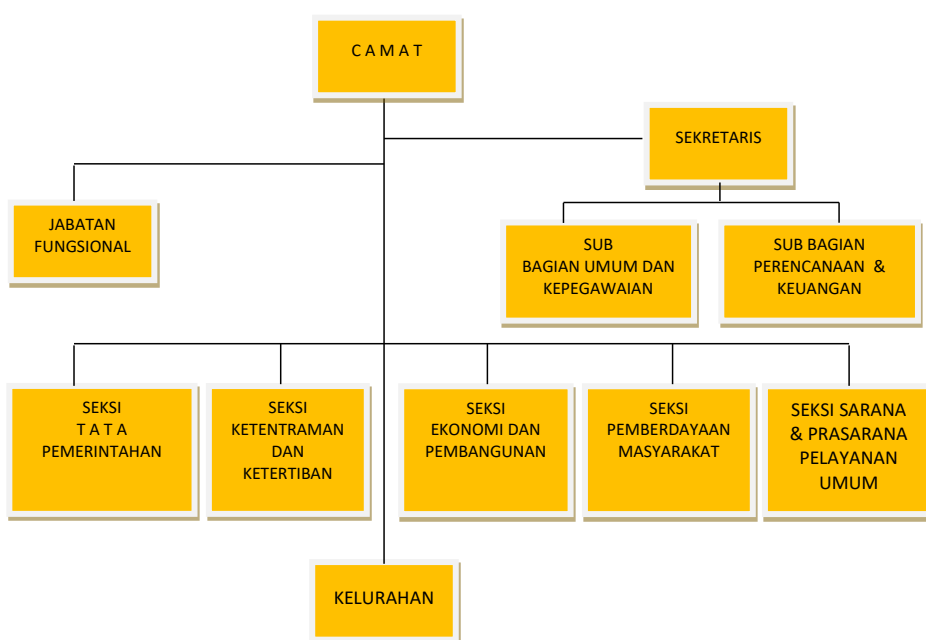 C A M A T
SEKRETARIS
JABATAN
FUNGSIONAL
SUB
BAGIAN UMUM DAN
KEPEGAWAIAN
SUB BAGIAN
PERENCANAAN &
KEUANGAN
SEKSI
T A T A
PEMERINTAHAN
SEKSI
KETENTRAMAN
DAN
KETERTIBAN
SEKSI
EKONOMI DAN
PEMBANGUNAN
SEKSI
PEMBERDAYAAN
MASYARAKAT
SEKSI SARANA
& PRASARANA
PELAYANAN
UMUM
KELURAHAN